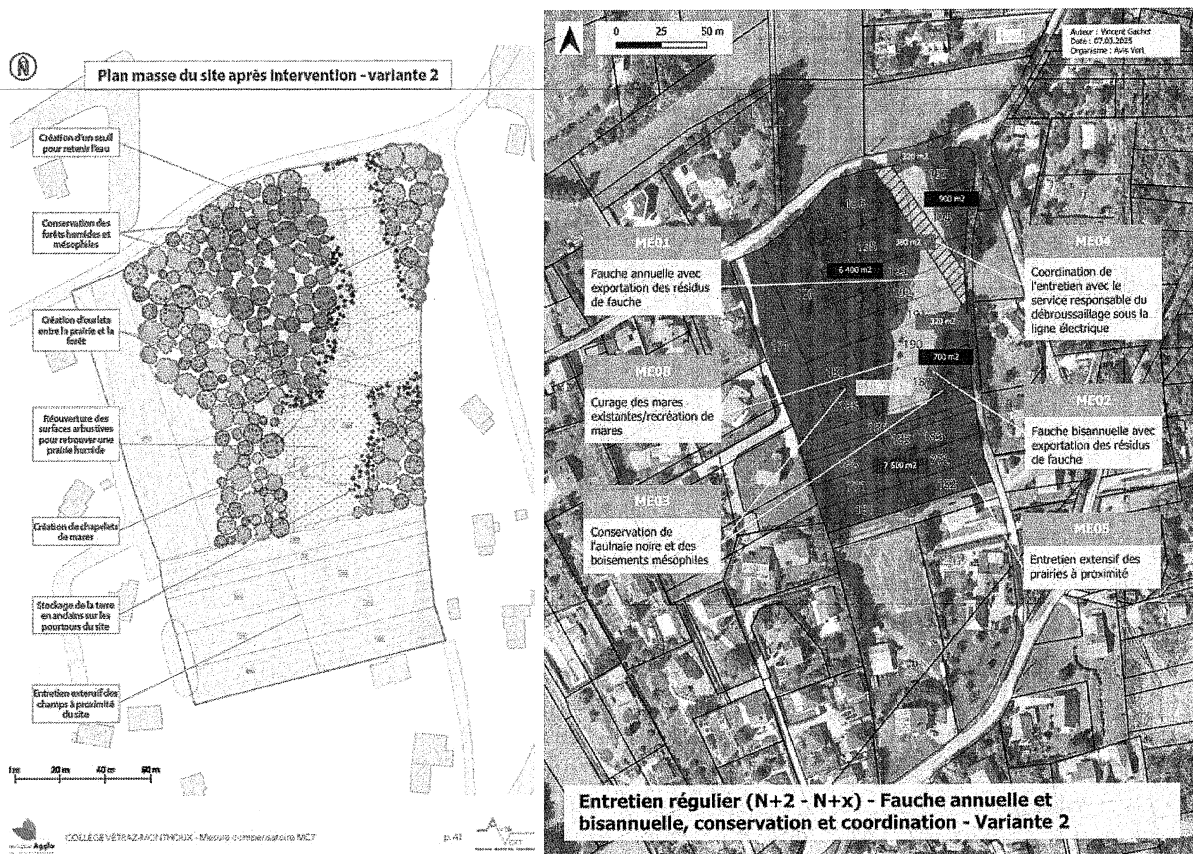 Plan masse du site après intervention - variante 2
Création d'un seuil
pour retenir l'eau
Conservation des
forêts humides et
mésophiles
Création d'ourlets
entre la prairie et la
forêt
Réouverture des
surfaces arbustives
pour retrouver une
prairie humide
Création de chapelets
de mares
Stockage de la terre
en andains sur les
pourtours du site
Entretien extensif des
champs à proximité
du site
20 m
40 m
60 m
Agglo
COLLEGE VÉTRAZ-MONTHOUX - Mesure compensatoire MC7
p. 41
0 25 50 m
Auteur : Vincent Gachet
Date : 07.03.2025
Organisme : Avis Vert
900 m2
380 m2
6 400 m2
700 m2
7 500 m2
ME01
Fauche annuelle avec
exportation des résidus
de fauche
Curage des mares
existantes/recréation de
mares
ME03
Conservation de
l'aulnaie noire et des
boisements mésophiles
ME04
Coordination de
l'entretien avec le
service responsable du
débroussaillage sous la
ligne électrique
ME02
Fauche bisannuelle avec
exportation des résidus
de fauche
ME05
Entretien extensif des
prairies à proximité
Entretien régulier (N+2 - N+x) - Fauche annuelle et
bisannuelle, conservation et coordination - Variante 2